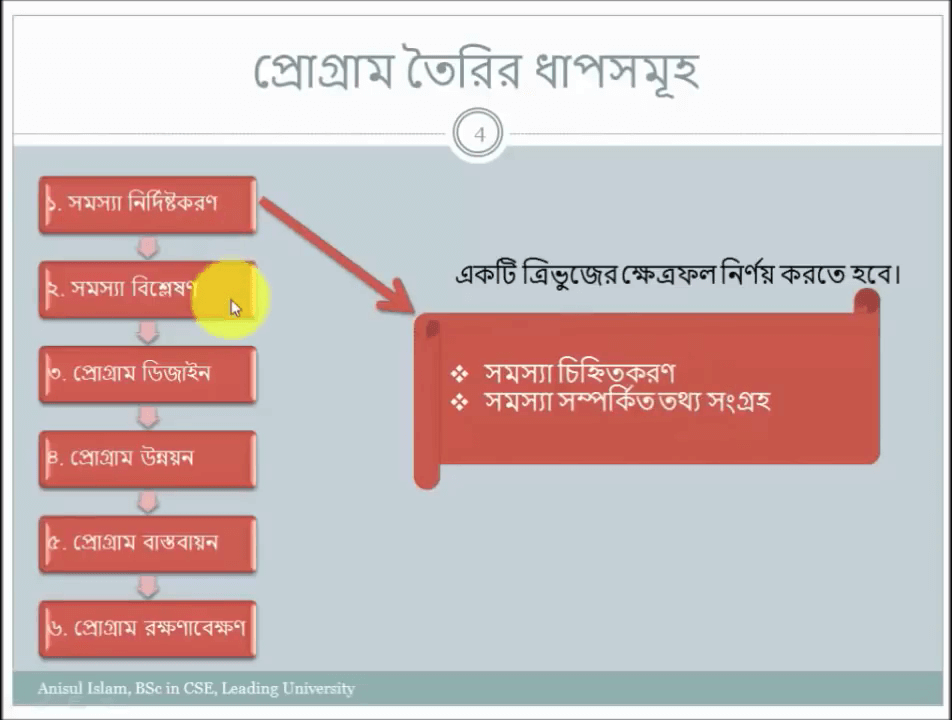 প্রোগ্রাম তৈরির ধাপসমূহ
4
১. সমস্যা নির্দিষ্টকরণ
২. সমস্যা বিশ্লেষণ
৩. প্রোগ্রাম ডিজাইন
৪. প্রোগ্রাম উন্নয়ন
৫. প্রোগ্রাম বাস্তবায়ন
৬. প্রোগ্রাম রক্ষণাবেক্ষণ
একটি ত্রিভুজের ক্ষেত্রফল নির্ণয় করতে হবে।
❖ সমস্যা চিহ্নিতকরণ
❖ সমস্যা সম্পর্কিত তথ্য সংগ্রহ
Anisul Islam, BSc in CSE, Leading University